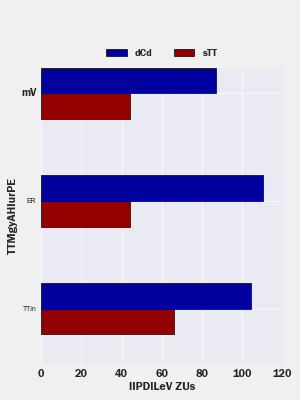 dCd sTT
mV
ER
TTin
TTMgyAHlurPE
0 20 40 60 80 100 120
IIPDILeV ZUs